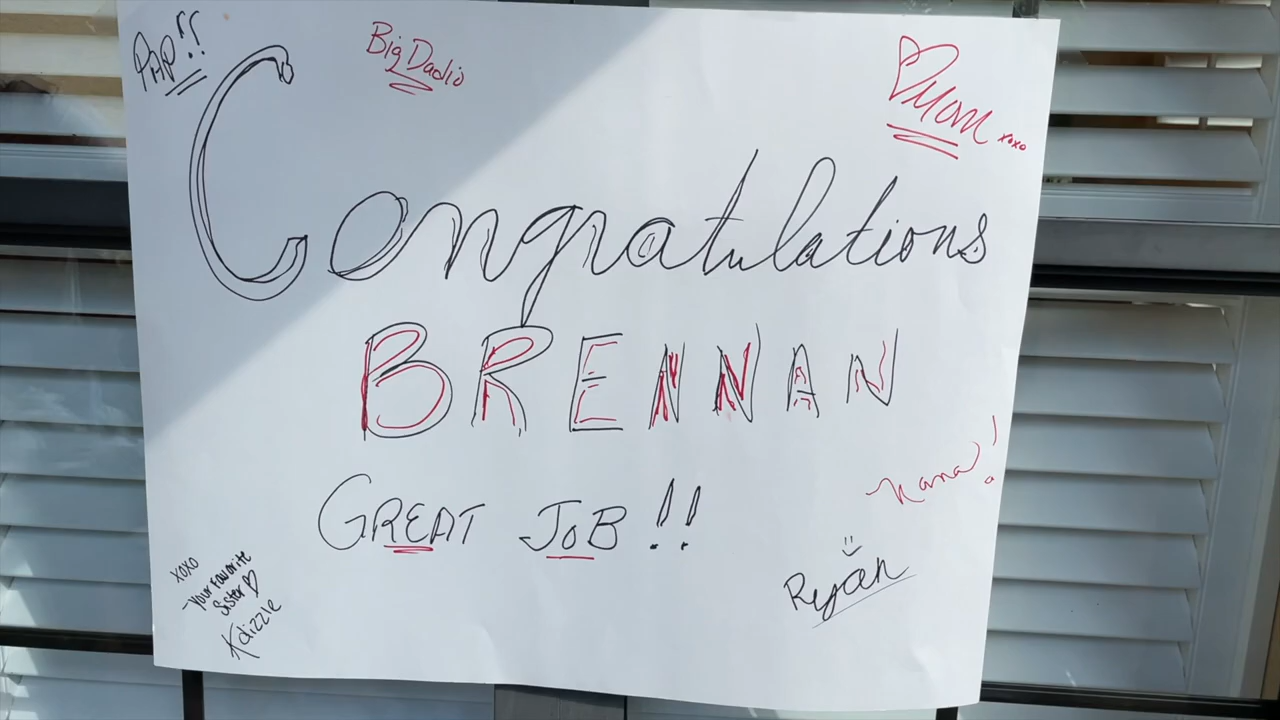 PAP!!
Big Dadio
Mom xoxo
Congratulations
BRENNAN
GREAT JOB!!
Nana!
xoxo
-Your Favorite
Sister
Kdizzle
Ryan